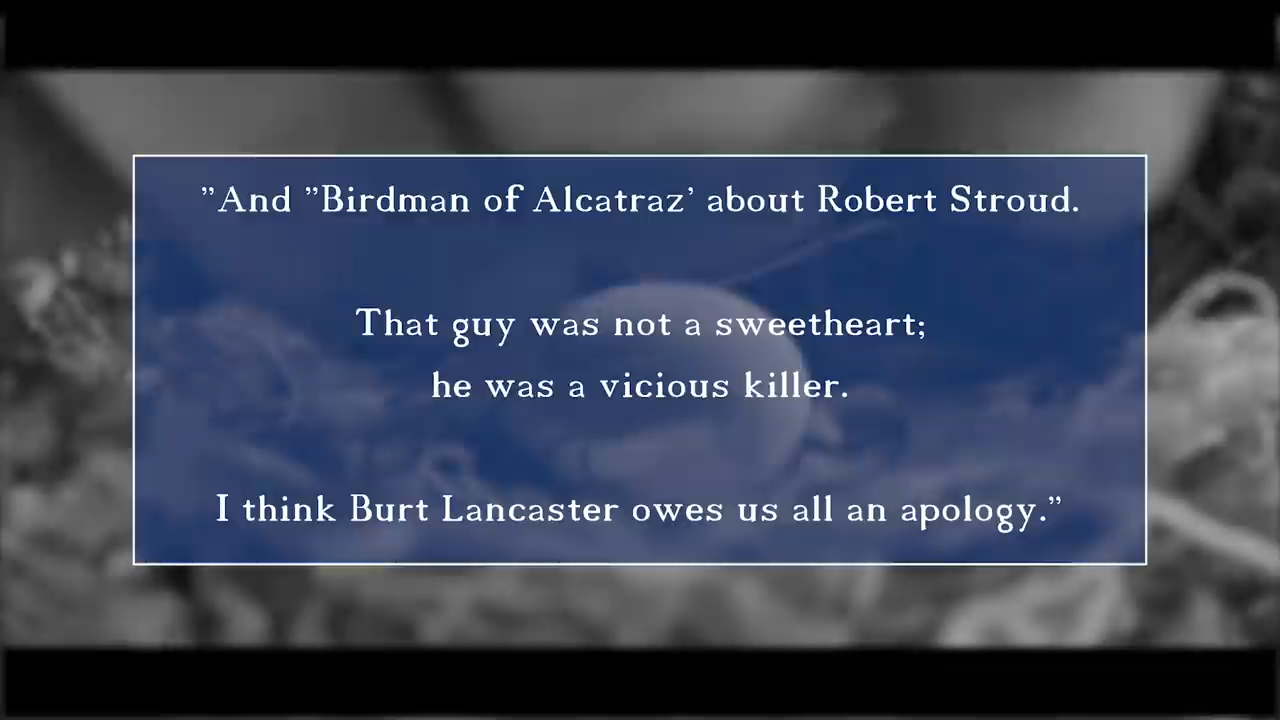 ”And ”Birdman of Alcatraz’ about Robert Stroud.
That guy was not a sweetheart;
he was a vicious killer.
I think Burt Lancaster owes us all an apology.”